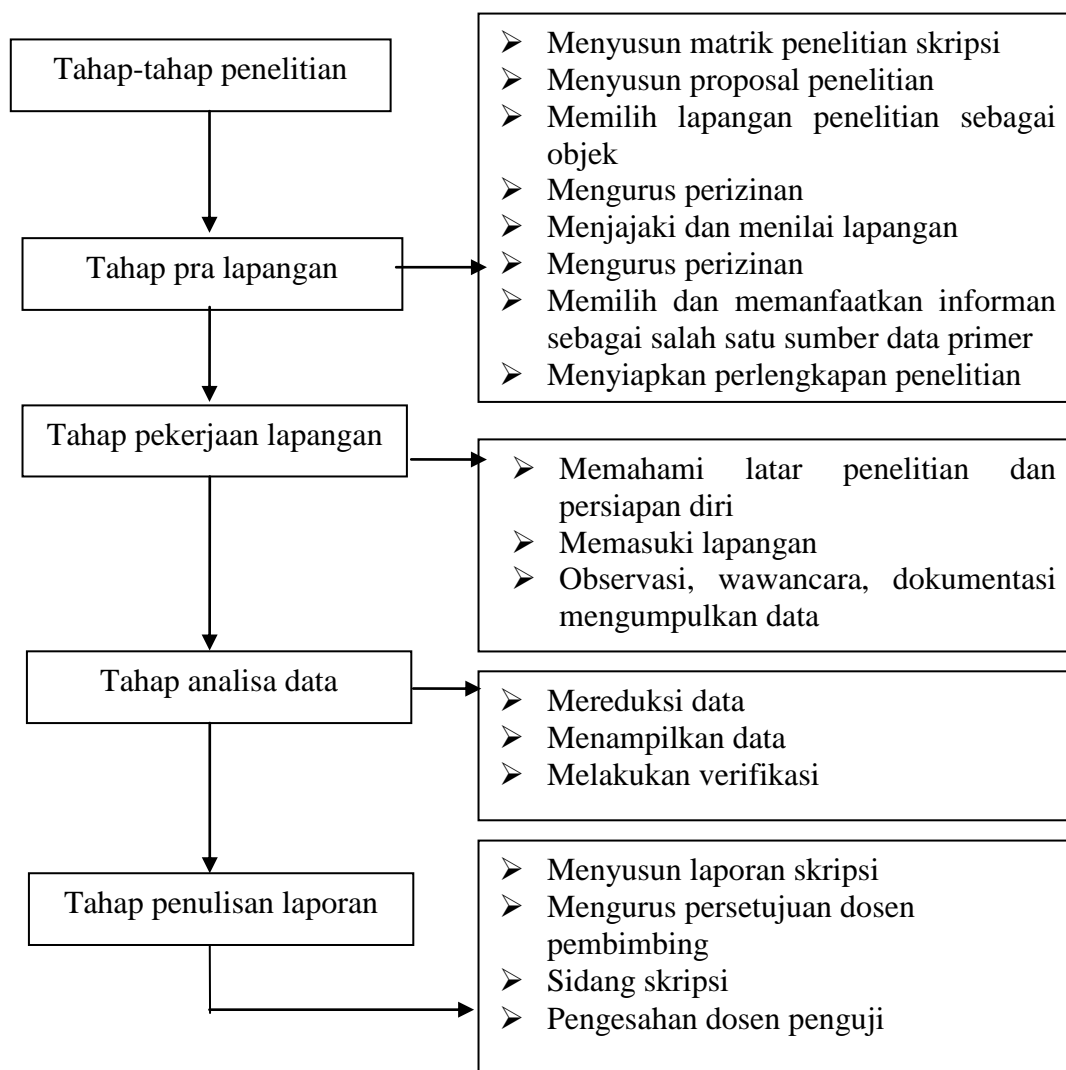 Tahap-tahap penelitian
Tahap pra lapangan
➢ Menyusun matrik penelitian skripsi
➢ Menyusun proposal penelitian
➢ Memilih lapangan penelitian sebagai
objek
➢ Mengurus perizinan
➢ Menjajaki dan menilai lapangan
➢ Mengurus perizinan
➢ Memilih dan memanfaatkan informan
sebagai salah satu sumber data primer
➢ Menyiapkan perlengkapan penelitian
Tahap pekerjaan lapangan
➢ Memahami latar penelitian dan
persiapan diri
➢ Memasuki lapangan
➢ Observasi, wawancara, dokumentasi
mengumpulkan data
Tahap analisa data
➢ Mereduksi data
➢ Menampilkan data
➢ Melakukan verifikasi
Tahap penulisan laporan
➢ Menyusun laporan skripsi
➢ Mengurus persetujuan dosen
pembimbing
➢ Sidang skripsi
➢ Pengesahan dosen penguji